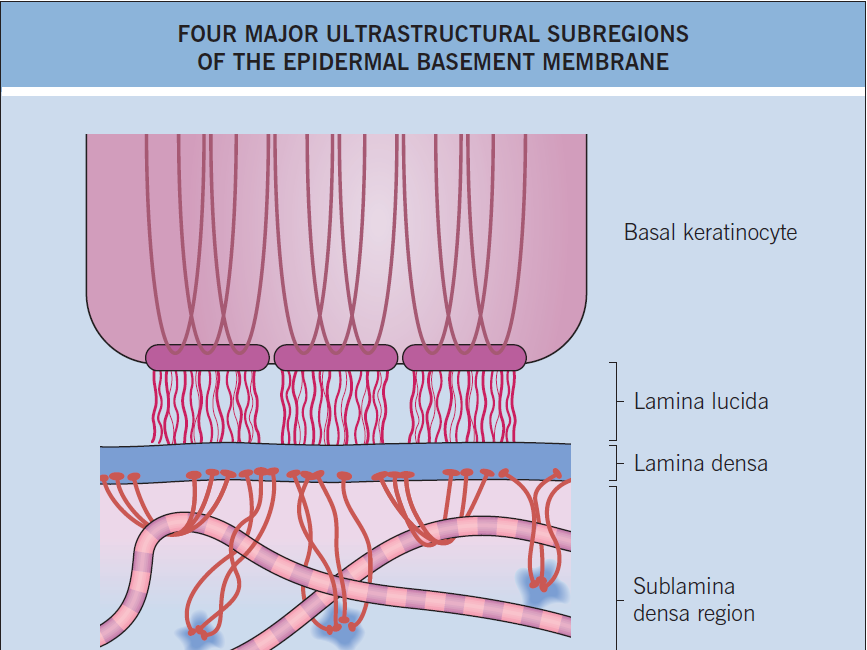 FOUR MAJOR ULTRASTRUCTURAL SUBREGIONS
OF THE EPIDERMAL BASEMENT MEMBRANE
Basal keratinocyte
Lamina lucida
Lamina densa
Sublamina
densa region